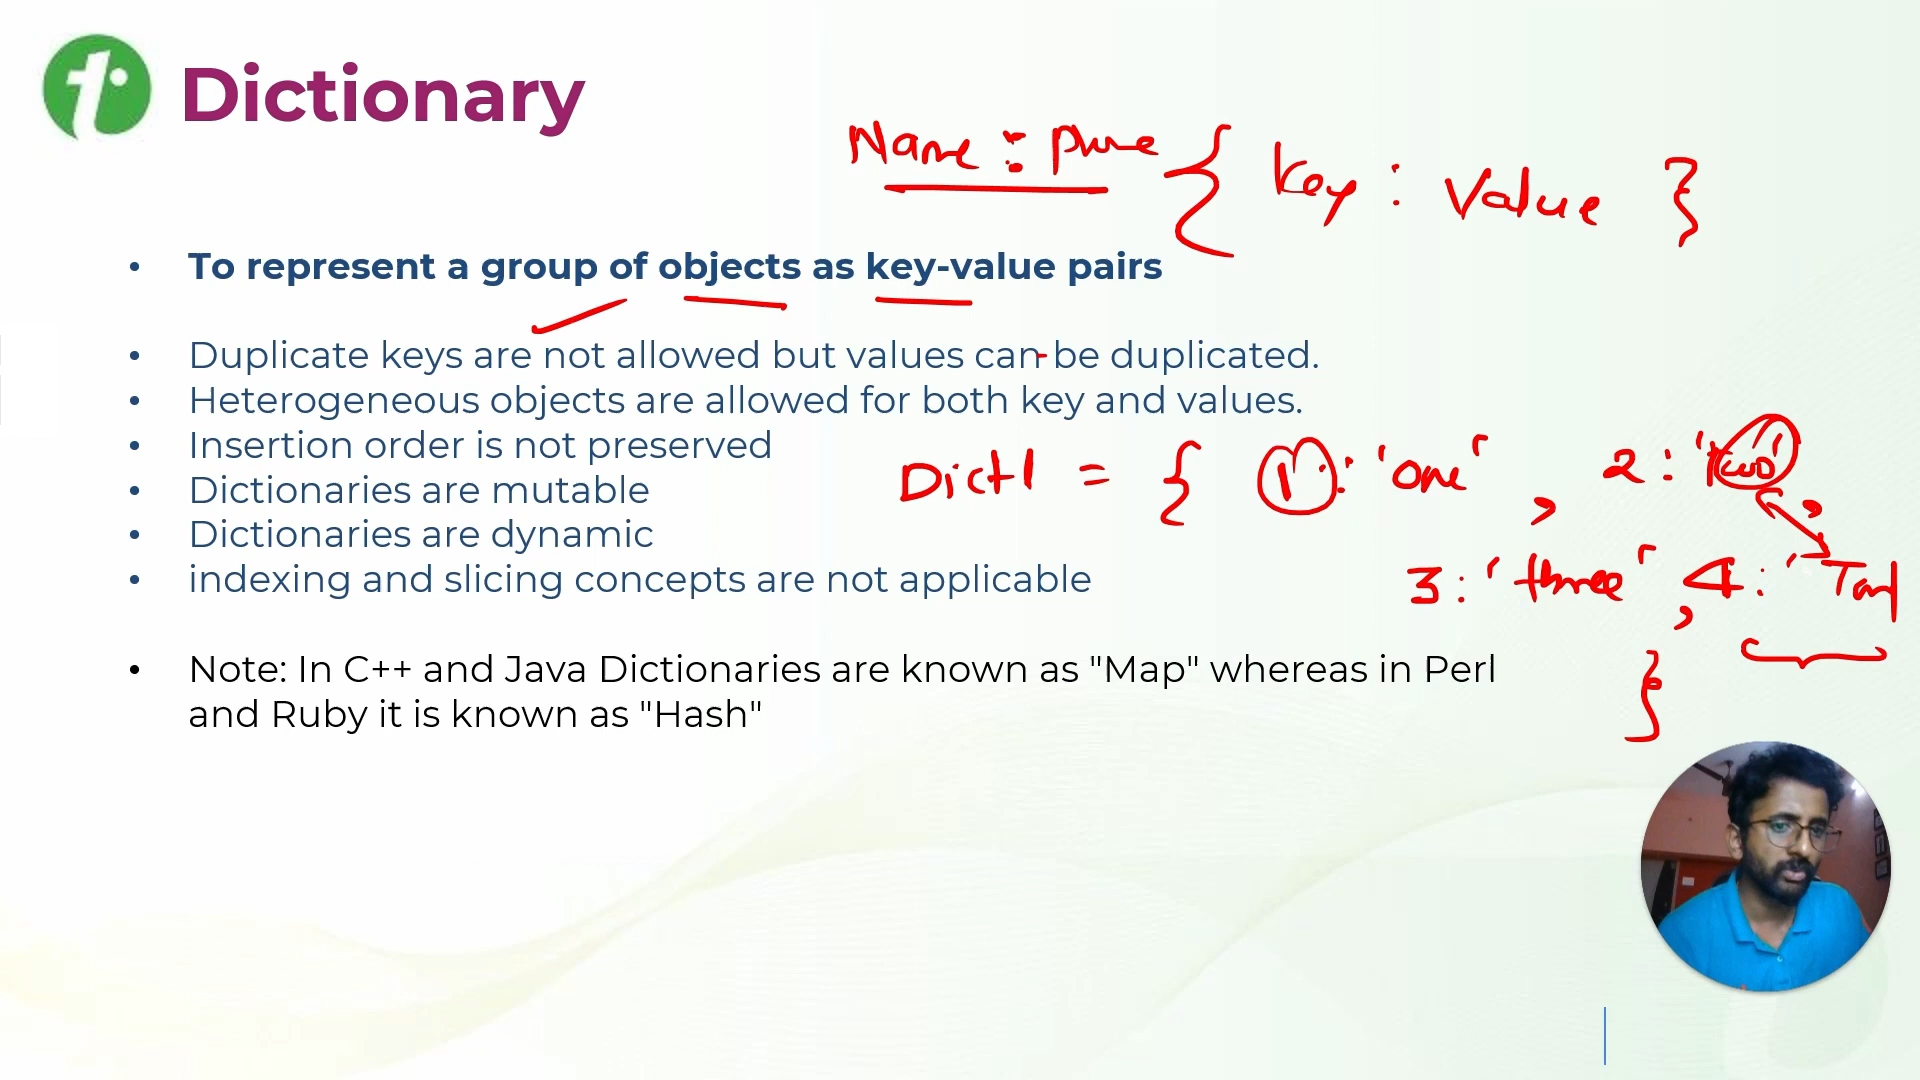 Dictionary
Name : Phone { Key : Value }
• To represent a group of objects as key-value pairs
• Duplicate keys are not allowed but values can be duplicated.
• Heterogeneous objects are allowed for both key and values.
• Insertion order is not preserved
Dict1 = { 1: 'one' , 2: 'two' ,
• Dictionaries are mutable
• Dictionaries are dynamic
• indexing and slicing concepts are not applicable
3: 'three' , 4: '
}
• Note: In C++ and Java Dictionaries are known as "Map" whereas in Perl
and Ruby it is known as "Hash"